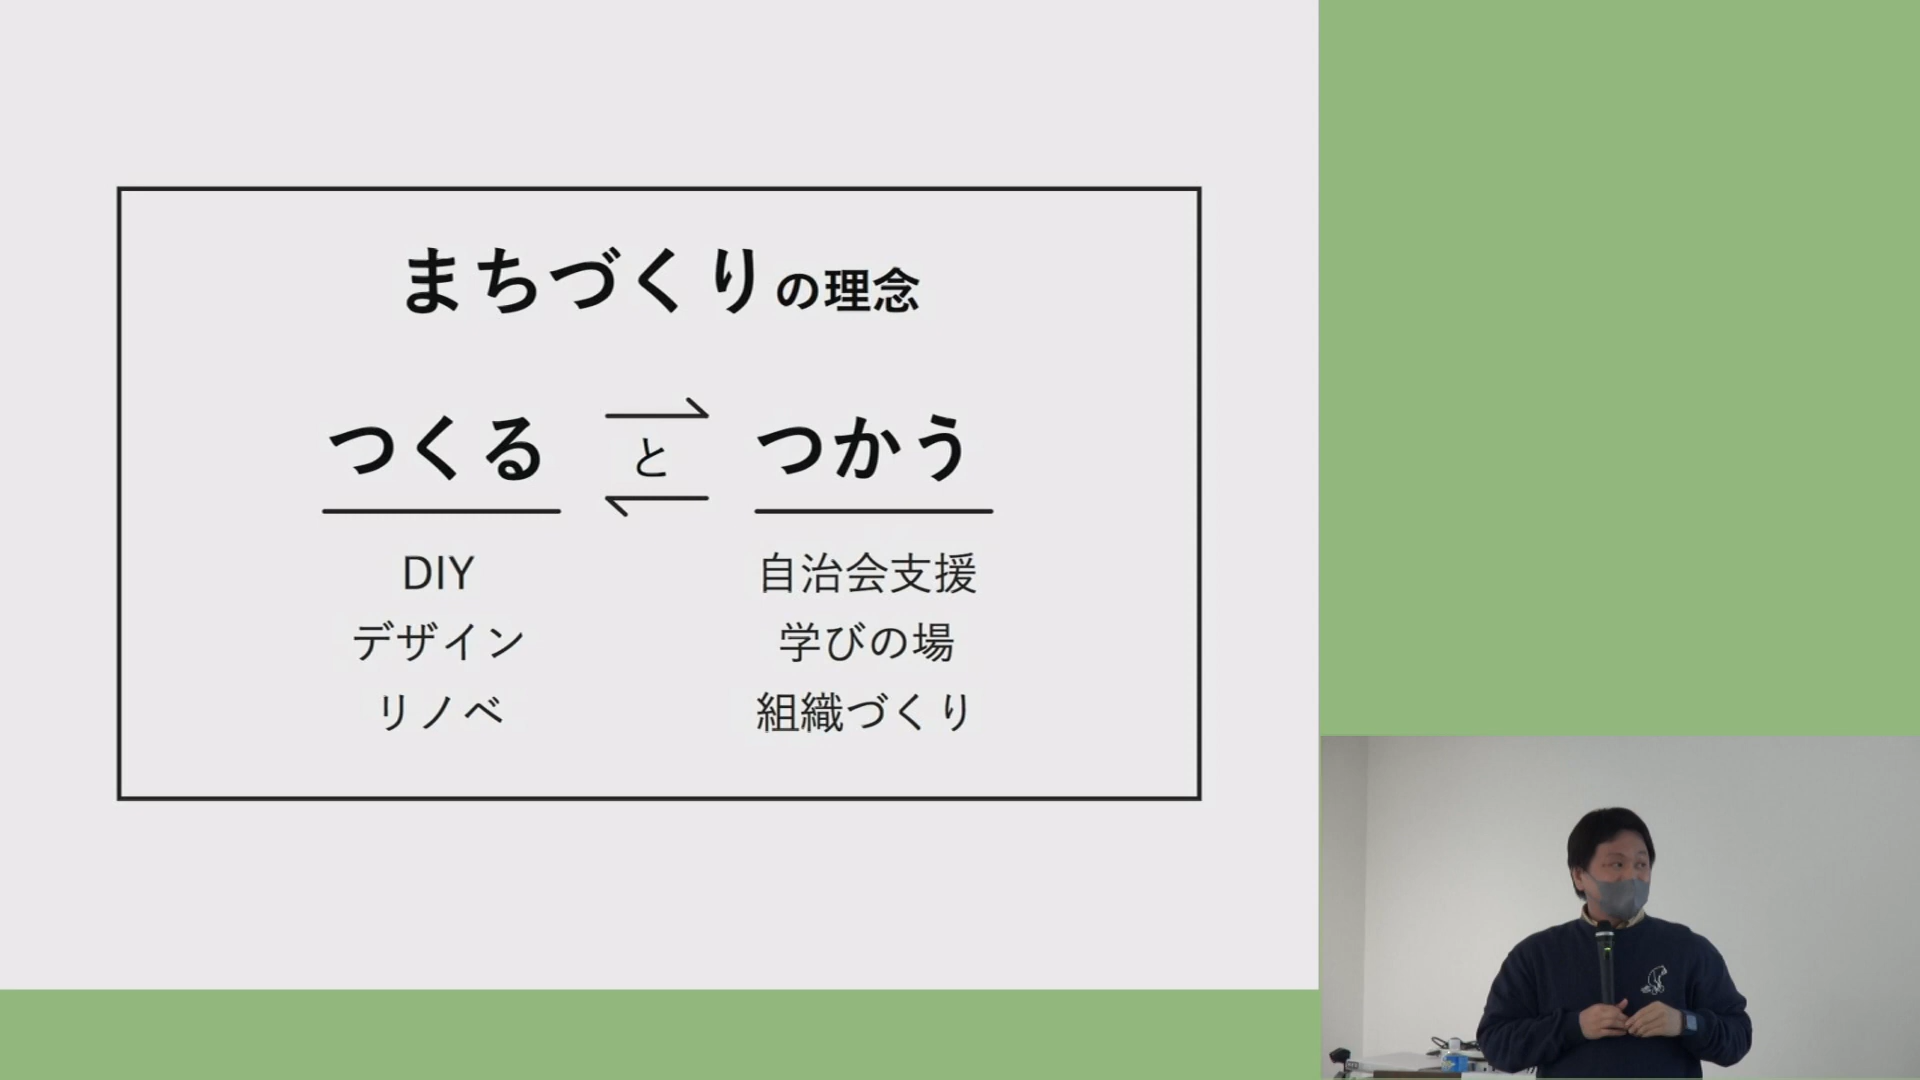 まちづくりの理念
つくる と つかう
DIY
デザイン
リノベ
自治会支援
学びの場
組織づくり